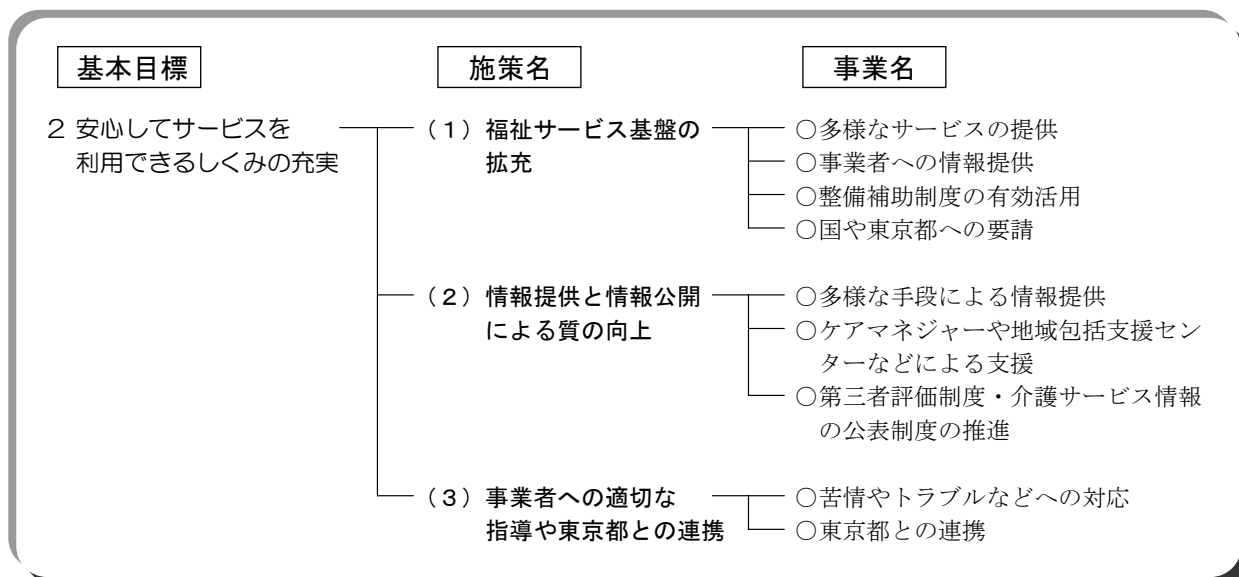 基本目標
施策名
事業名
2 安心してサービスを
利用できるしくみの充実
（1）福祉サービス基盤の
拡充
○多様なサービスの提供
○事業者への情報提供
○整備補助制度の有効活用
○国や東京都への要請
（2）情報提供と情報公開
による質の向上
○多様な手段による情報提供
○ケアマネジャーや地域包括支援セン
ターなどによる支援
○第三者評価制度・介護サービス情報
の公表制度の推進
（3）事業者への適切な
指導や東京都との連携
○苦情やトラブルなどへの対応
○東京都との連携